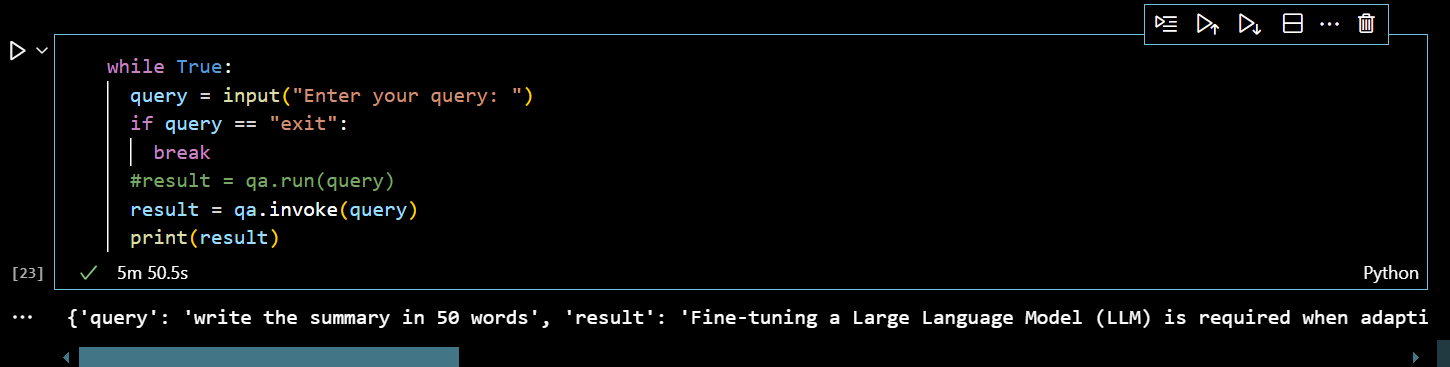 while True:
query = input("Enter your query: ")
if query == "exit":
break
#result = qa.run(query)
result = qa.invoke(query)
print(result)
[23]
5m 50.5s
Python
{'query': 'write the summary in 50 words', 'result': 'Fine-tuning a Large Language Model (LLM) is required when adapti